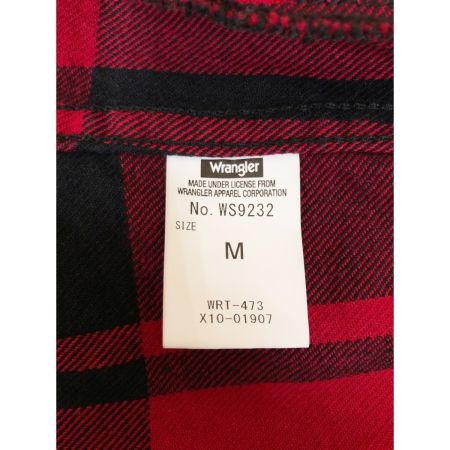 Wrangler
MADE UNDER LICENSE FROM
WRANGLER APPAREL CORPORATION
No. WS9232
SIZE
M
WRT-473
X10-01907